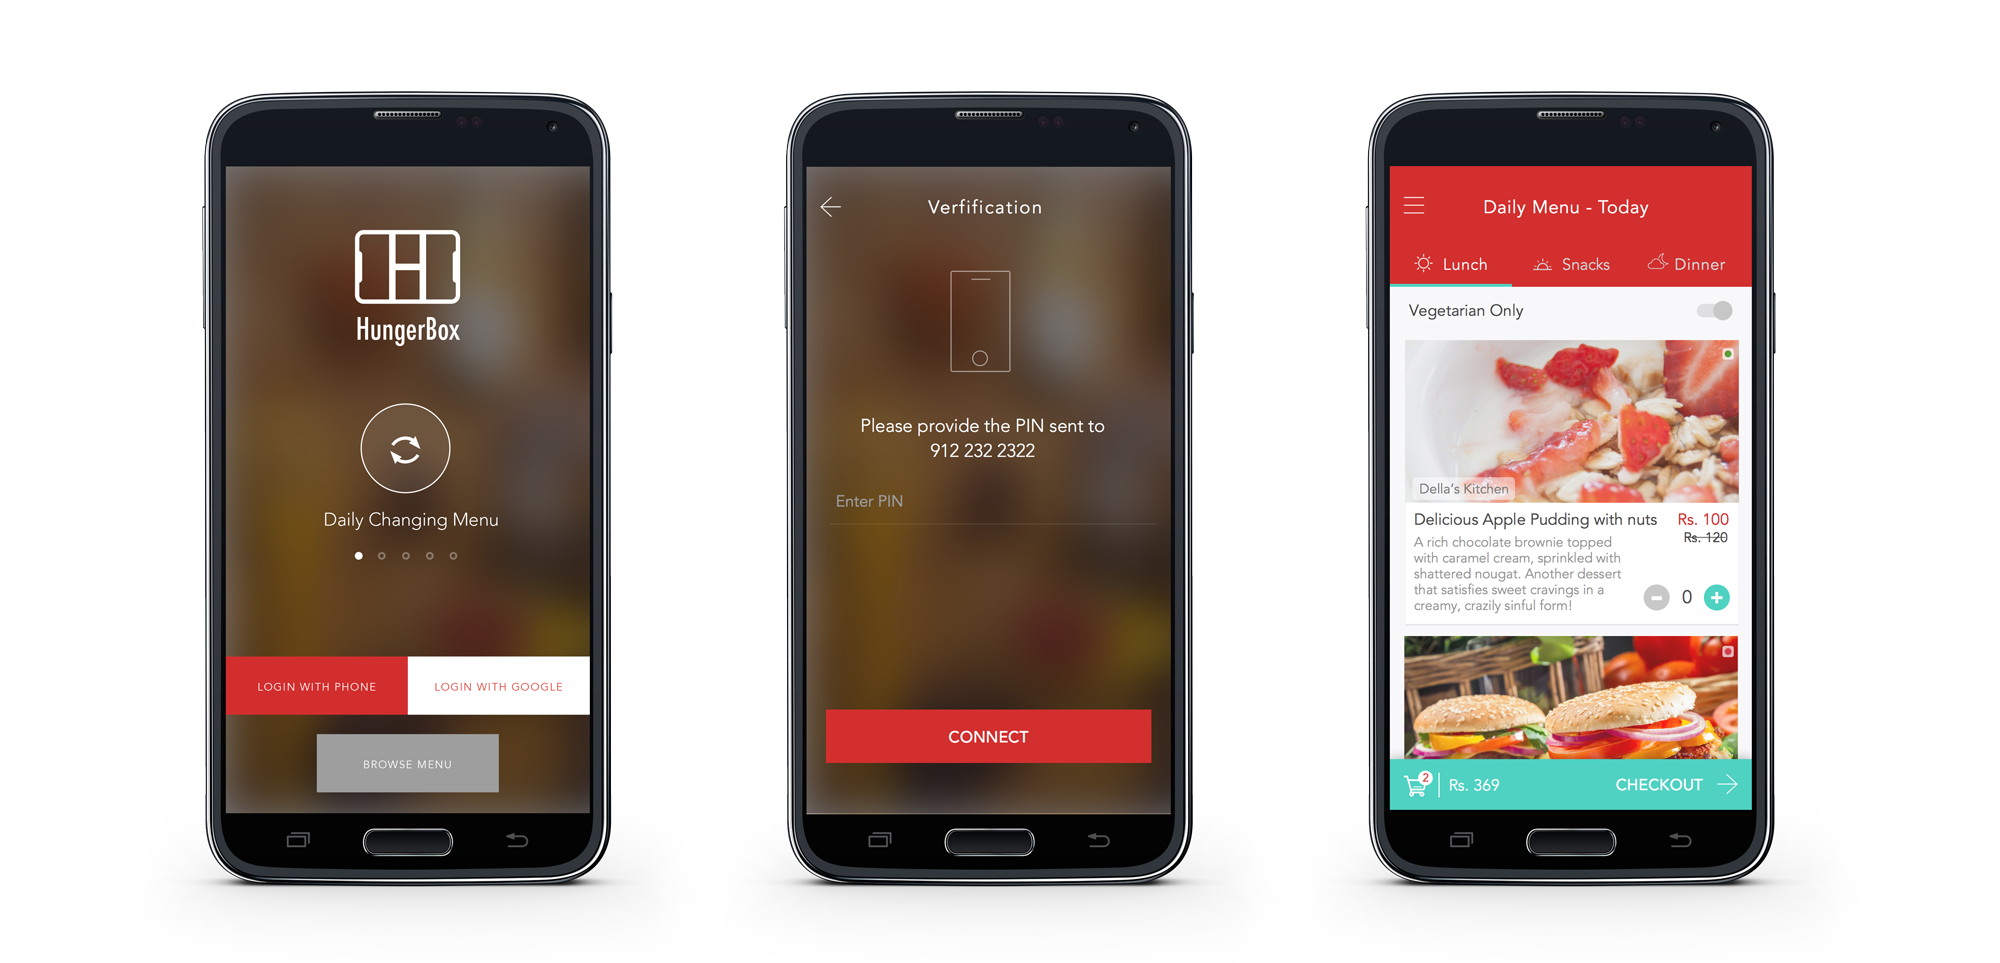 HungerBox
Daily Changing Menu
LOGIN WITH PHONE
LOGIN WITH GOOGLE
BROWSE MENU
Verfification
Please provide the PIN sent to
912 232 2322
Enter PIN
CONNECT
Daily Menu - Today
Lunch
Snacks
Dinner
Vegetarian Only
Della's Kitchen
Delicious Apple Pudding with nuts
Rs. 100
Rs. 120
A rich chocolate brownie topped
with caramel cream, sprinkled with
shattered nougat. Another dessert
that satisfies sweet cravings in a
creamy, crazily sinful form!
0
2
Rs. 369
CHECKOUT